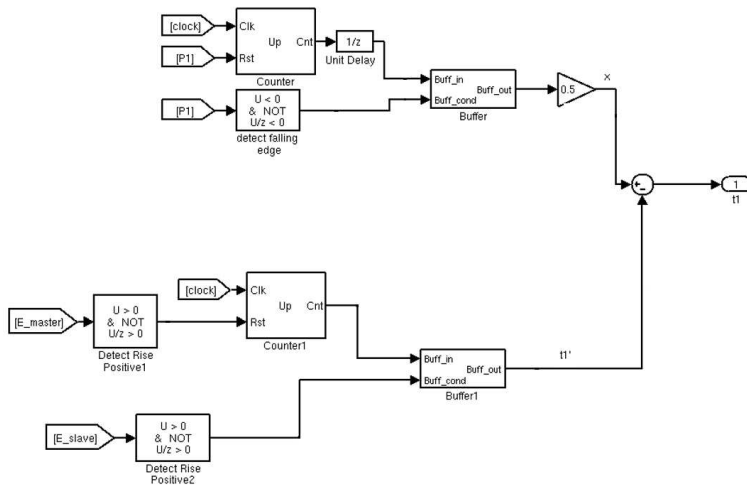 [clock]
Clk
Up
Cnt
[P1]
Rst
Counter
1/z
Unit Delay
[P1]
U < 0
& NOT
U/z < 0
detect falling
edge
Buff_in
Buff_out
Buff_cond
Buffer
0.5
x
+
-
1
t1
[clock]
Clk
Up
Cnt
Rst
Counter1
[E_master]
U > 0
& NOT
U/z > 0
Detect Rise
Positive1
Buff_in
Buff_out
Buff_cond
Buffer1
t1'
[E_slave]
U > 0
& NOT
U/z > 0
Detect Rise
Positive2